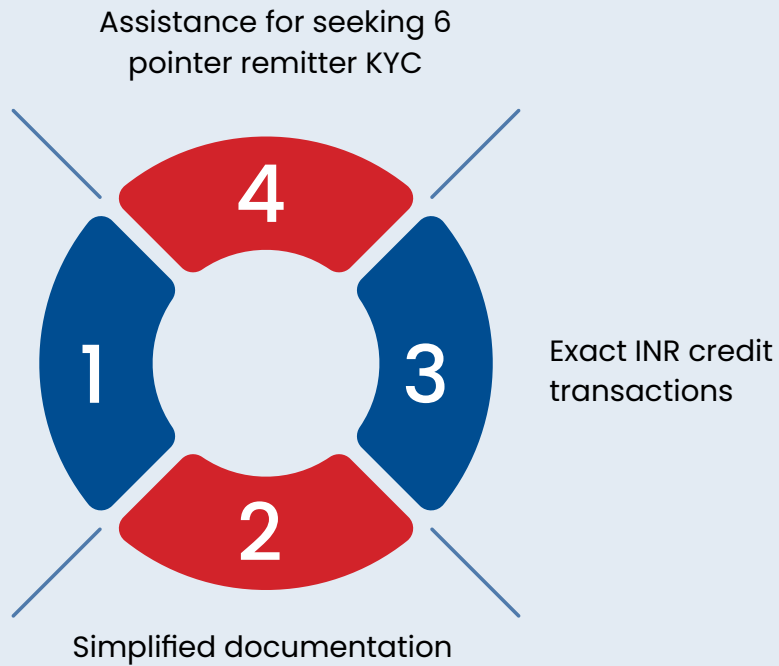 Assistance for seeking 6
pointer remitter KYC
4
1
3
Exact INR credit
transactions
2
Simplified documentation